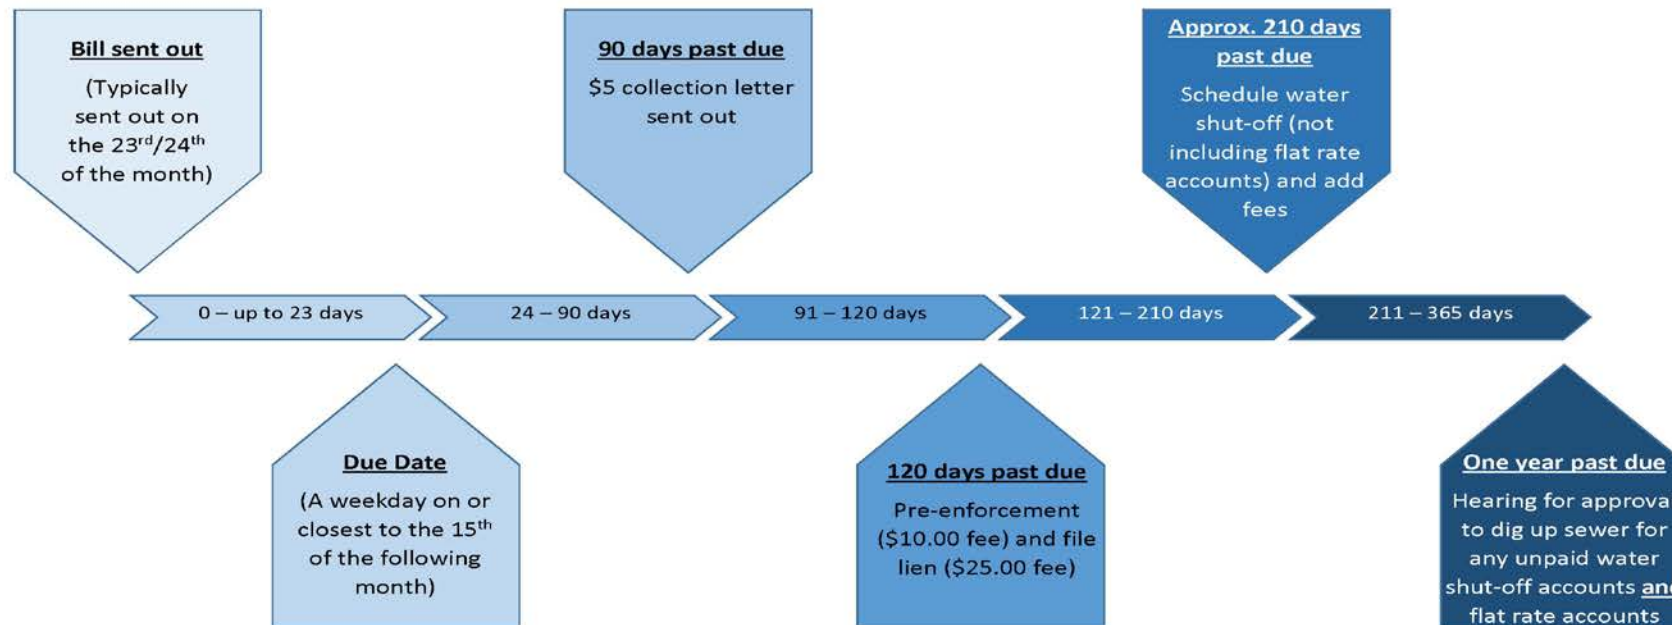 Bill sent out
(Typically
sent out on
the 23rd/24th
of the month)
90 days past due
$5 collection letter
sent out
Approx. 210 days
past due
Schedule water
shut-off (not
including flat rate
accounts) and add
fees
0 – up to 23 days
24 – 90 days
91 – 120 days
121 – 210 days
211 – 365 days
Due Date
(A weekday on or
closest to the 15th
of the following
month)
120 days past due
Pre-enforcement
($10.00 fee) and file
lien ($25.00 fee)
One year past due
Hearing for approva
to dig up sewer for
any unpaid water
shut-off accounts an
flat rate accounts